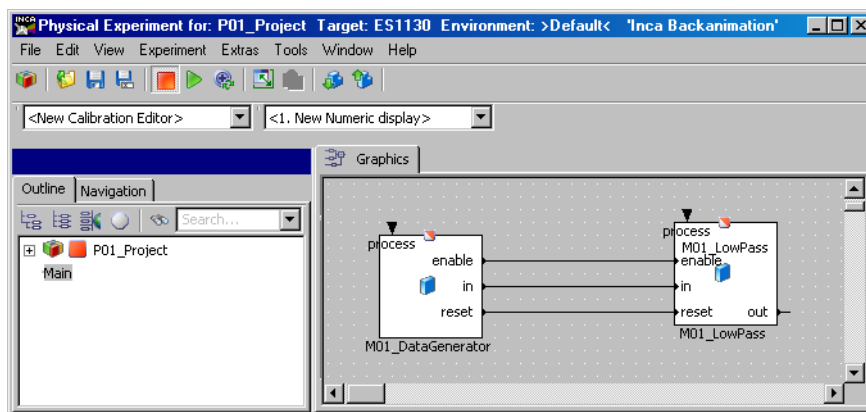 INCA Physical Experiment for: P01_Project Target: ES1130 Environment: >Default< 'Inca Backanimation'
File Edit View Experiment Extras Tools Window Help
<New Calibration Editor> <1. New Numeric display>
Graphics
Outline Navigation
Search...
P01_Project
Main
process
enable
in
reset
M01_DataGenerator
process
M01_LowPass
enable
in
reset out
M01_LowPass